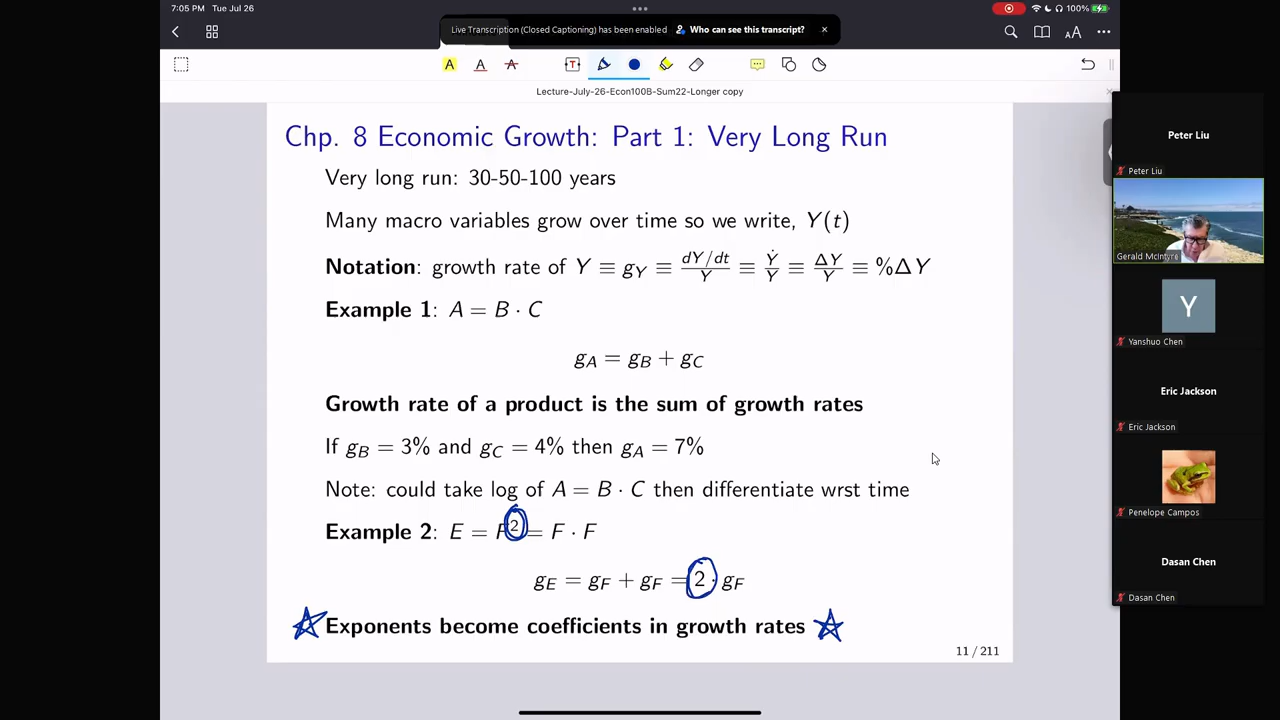 7:05 PM Tue Jul 26
100%
Live Transcription (Closed Captioning) has been enabled Who can see this transcript?
A A A T
Lecture-July-26-Econ100B-Sum22-Longer copy
Chp. 8 Economic Growth: Part 1: Very Long Run
Very long run: 30-50-100 years
Many macro variables grow over time so we write, Y(t)
Notation: growth rate of Y ≡ g_Y ≡ (dY/dt)/Y ≡ Ẏ/Y ≡ ΔY/Y ≡ %ΔY
Example 1: A = B · C
g_A = g_B + g_C
Growth rate of a product is the sum of growth rates
If g_B = 3% and g_C = 4% then g_A = 7%
Note: could take log of A = B · C then differentiate wrst time
Example 2: E = F² = F · F
g_E = g_F + g_F = 2 · g_F
Exponents become coefficients in growth rates
11 / 211
Peter Liu
Peter Liu
Gerald McIntyre
Y
Yanshuo Chen
Eric Jackson
Eric Jackson
Penelope Campos
Dasan Chen
Dasan Chen